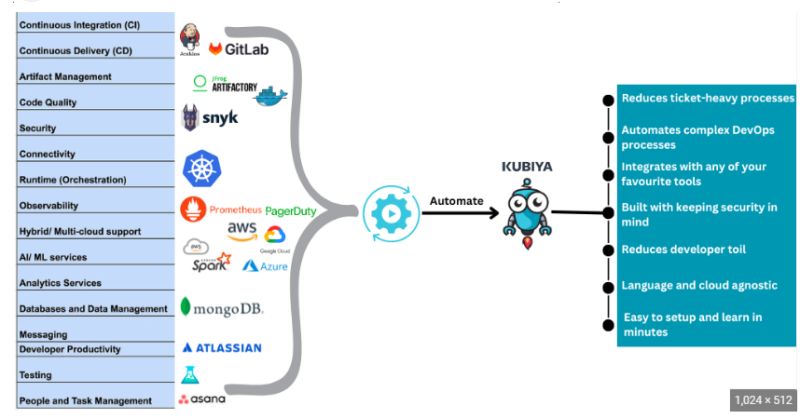 Continuous Integration (CI)
Continuous Delivery (CD)
Artifact Management
Code Quality
Security
Connectivity
Runtime (Orchestration)
Observability
Hybrid/ Multi-cloud support
AI/ ML services
Analytics Services
Databases and Data Management
Messaging
Developer Productivity
Testing
People and Task Management
Jenkins
GitLab
JFrog
ARTIFACTORY
snyk
Prometheus
PagerDuty
aws
Google Cloud
aws
Spark
Azure
mongoDB.
ATLASSIAN
asana
Automate
KUBIYA
Reduces ticket-heavy processes
Automates complex DevOps
processes
Integrates with any of your
favourite tools
Built with keeping security in
mind
Reduces developer toil
Language and cloud agnostic
Easy to setup and learn in
minutes
1,024 × 512